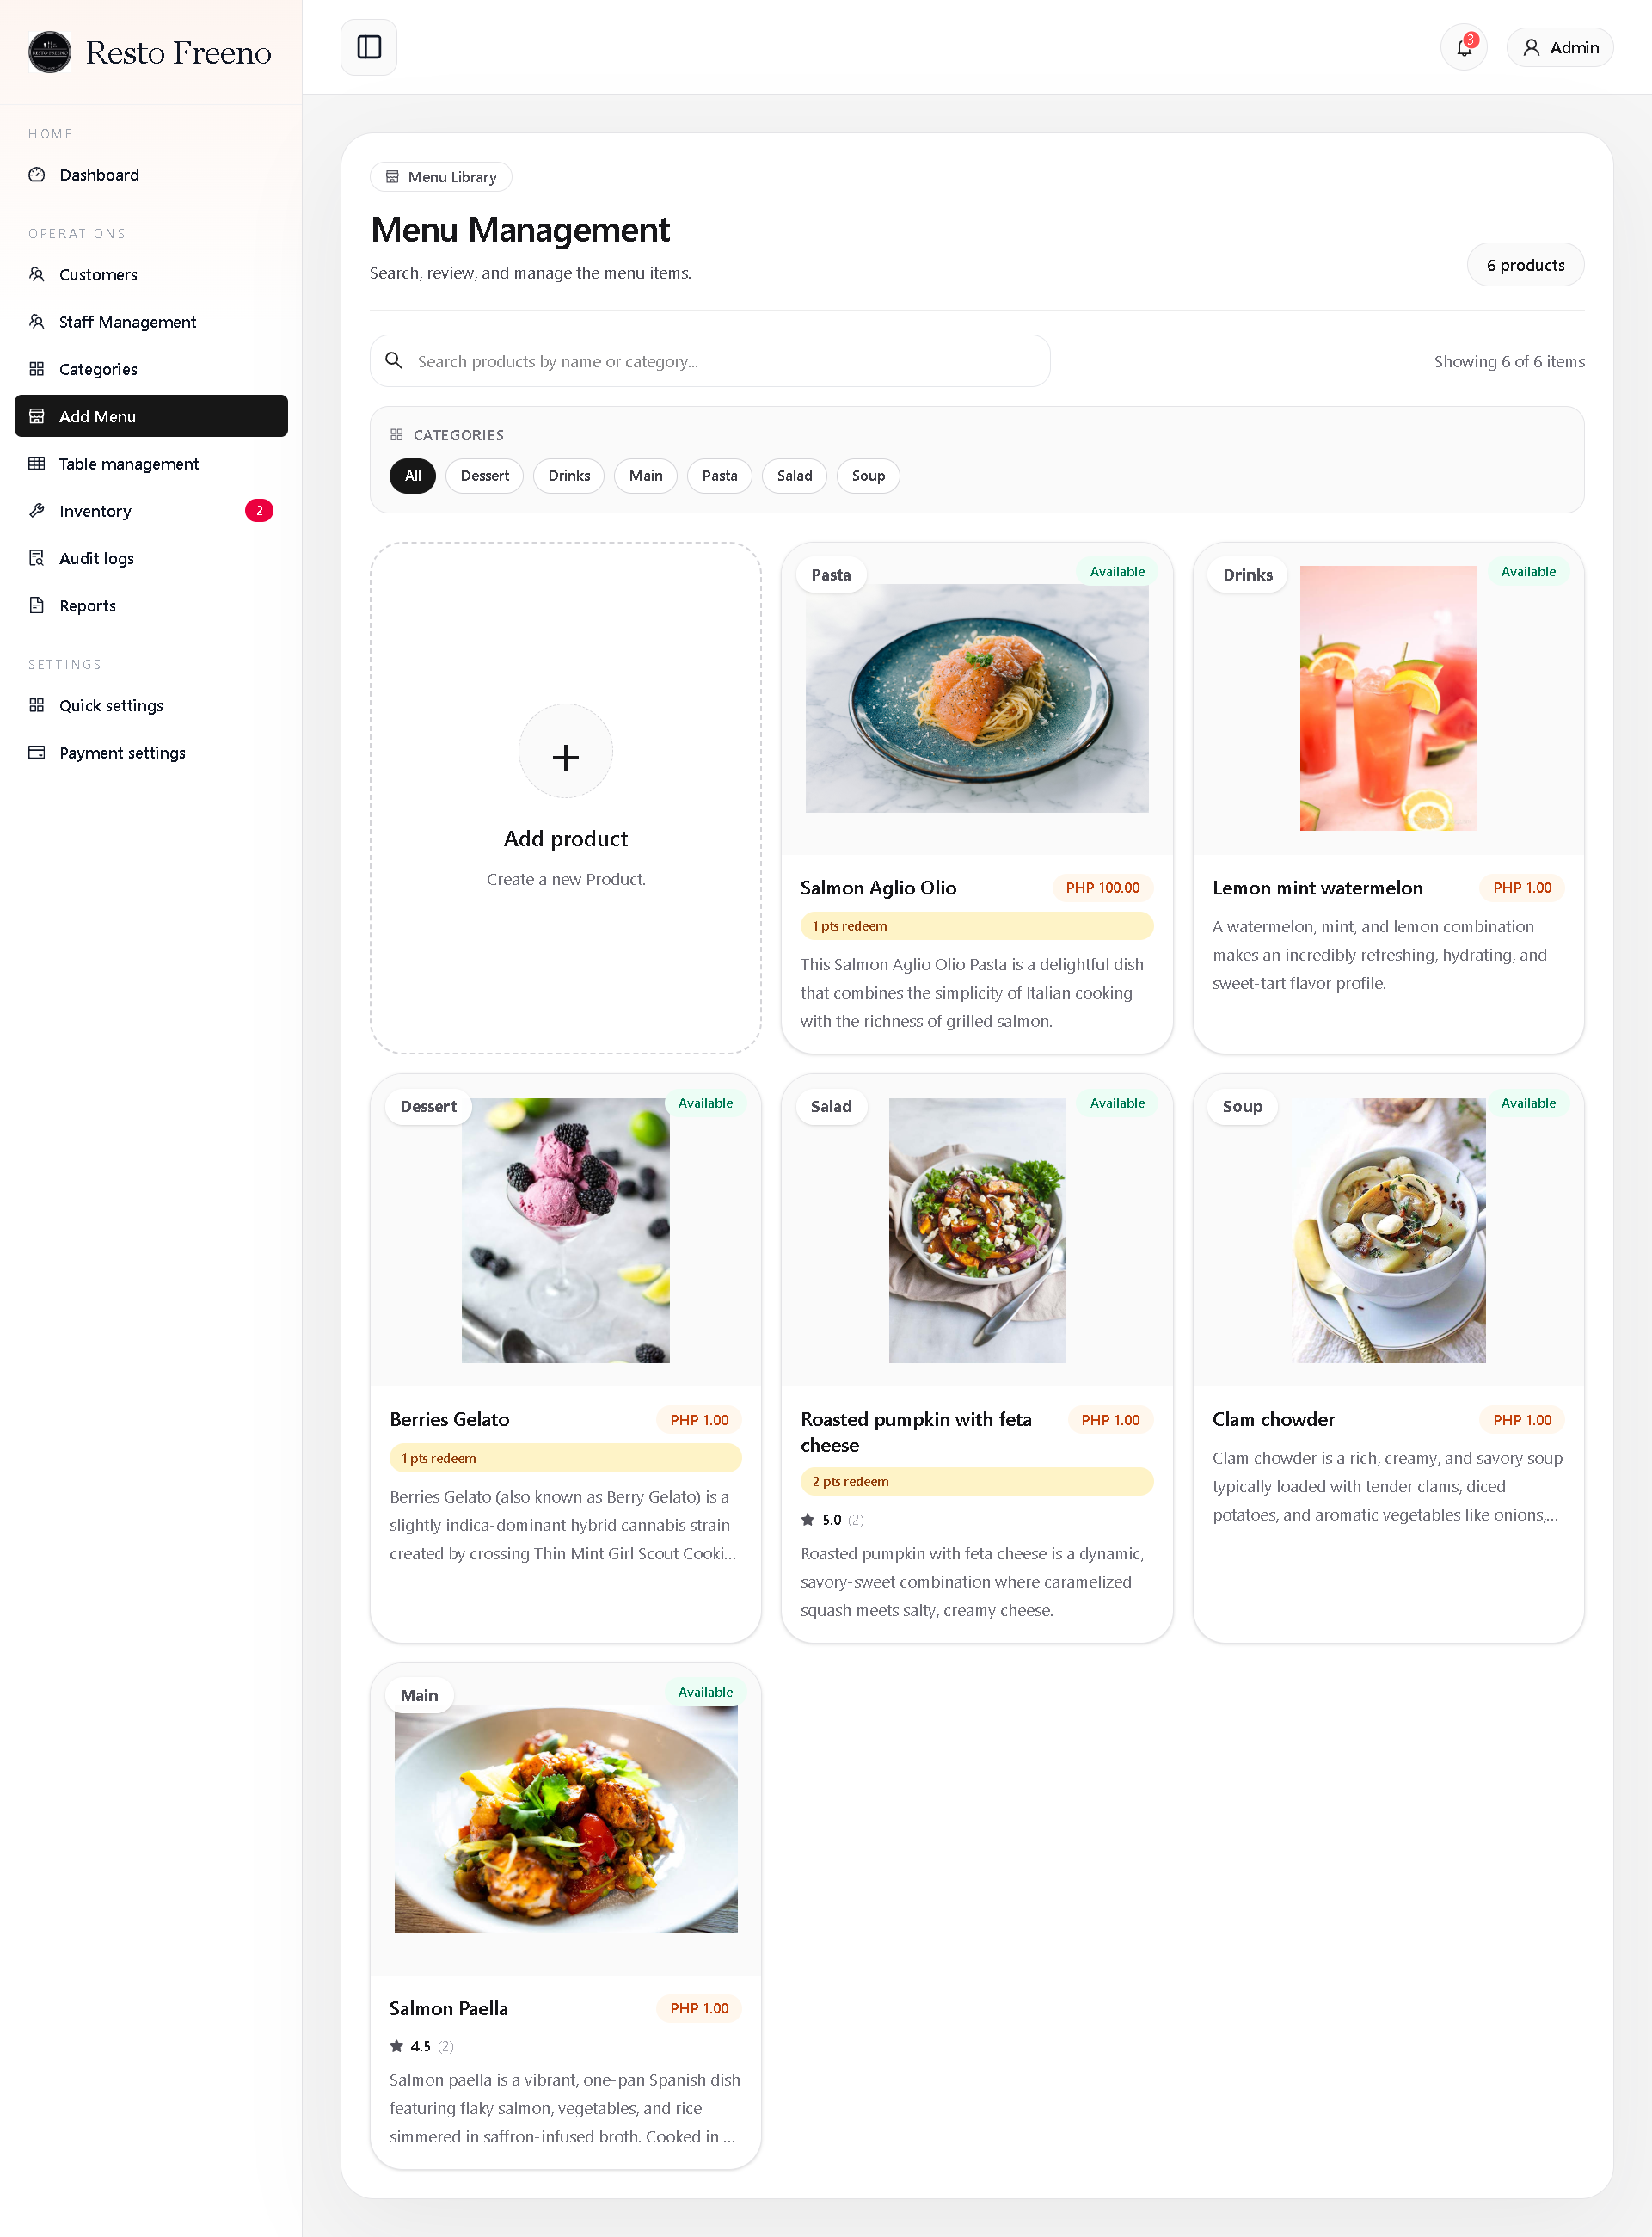 Resto Freeno
HOME
Dashboard
OPERATIONS
Customers
Staff Management
Categories
Add Menu
Table management
Inventory
2
Audit logs
Reports
SETTINGS
Quick settings
Payment settings
3
Admin
Menu Library
Menu Management
Search, review, and manage the menu items.
6 products
Search products by name or category...
Showing 6 of 6 items
CATEGORIES
All
Dessert
Drinks
Main
Pasta
Salad
Soup
Add product
Create a new Product.
Pasta
Available
Salmon Aglio Olio
PHP 100.00
1 pts redeem
This Salmon Aglio Olio Pasta is a delightful dish
that combines the simplicity of Italian cooking
with the richness of grilled salmon.
Drinks
Available
Lemon mint watermelon
PHP 1.00
A watermelon, mint, and lemon combination
makes an incredibly refreshing, hydrating, and
sweet-tart flavor profile.
Dessert
Available
Berries Gelato
PHP 1.00
1 pts redeem
Berries Gelato (also known as Berry Gelato) is a
slightly indica-dominant hybrid cannabis strain
created by crossing Thin Mint Girl Scout Cooki...
Salad
Available
Roasted pumpkin with feta
cheese
PHP 1.00
2 pts redeem
5.0 (2)
Roasted pumpkin with feta cheese is a dynamic,
savory-sweet combination where caramelized
squash meets salty, creamy cheese.
Soup
Available
Clam chowder
PHP 1.00
Clam chowder is a rich, creamy, and savory soup
typically loaded with tender clams, diced
potatoes, and aromatic vegetables like onions,...
Main
Available
Salmon Paella
PHP 1.00
4.5 (2)
Salmon paella is a vibrant, one-pan Spanish dish
featuring flaky salmon, vegetables, and rice
simmered in saffron-infused broth. Cooked in ...